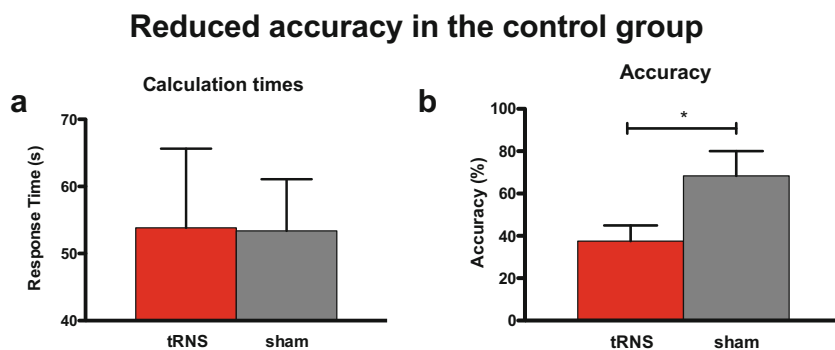 Reduced accuracy in the control group
a
Calculation times
Response Time (s)
70
60
50
40
tRNS
sham
b
Accuracy
Accuracy (%)
100
80
60
40
20
0
*
tRNS
sham